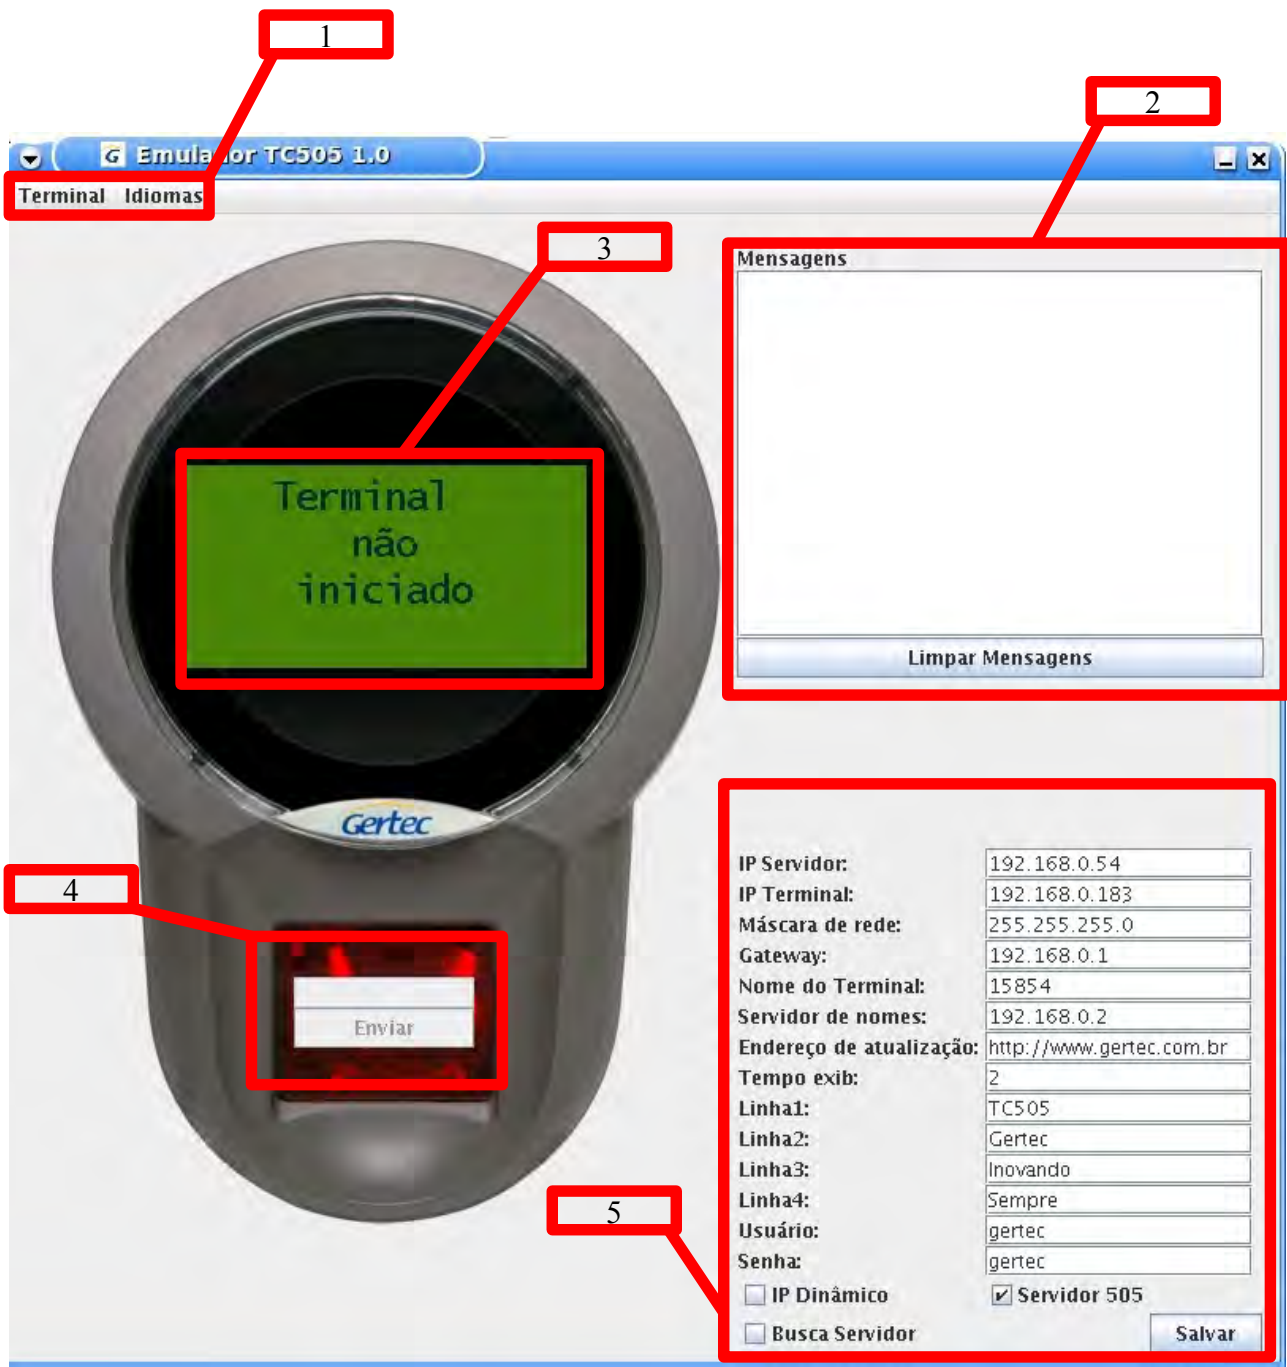 1
2
Emulador TC505 1.0
Terminal Idiomas
3
Mensagens
Terminal
não
iniciado
Limpar Mensagens
Gertec
4
Enviar
IP Servidor: 192.168.0.54
IP Terminal: 192.168.0.183
Máscara de rede: 255.255.255.0
Gateway: 192.168.0.1
Nome do Terminal: 15854
Servidor de nomes: 192.168.0.2
Endereço de atualização: http://www.gertec.com.br
Tempo exib: 2
Linha1: TC505
Linha2: Gertec
Linha3: Inovando
Linha4: Sempre
5
Usuário: gertec
Senha: gertec
IP Dinâmico Servidor 505
Busca Servidor Salvar